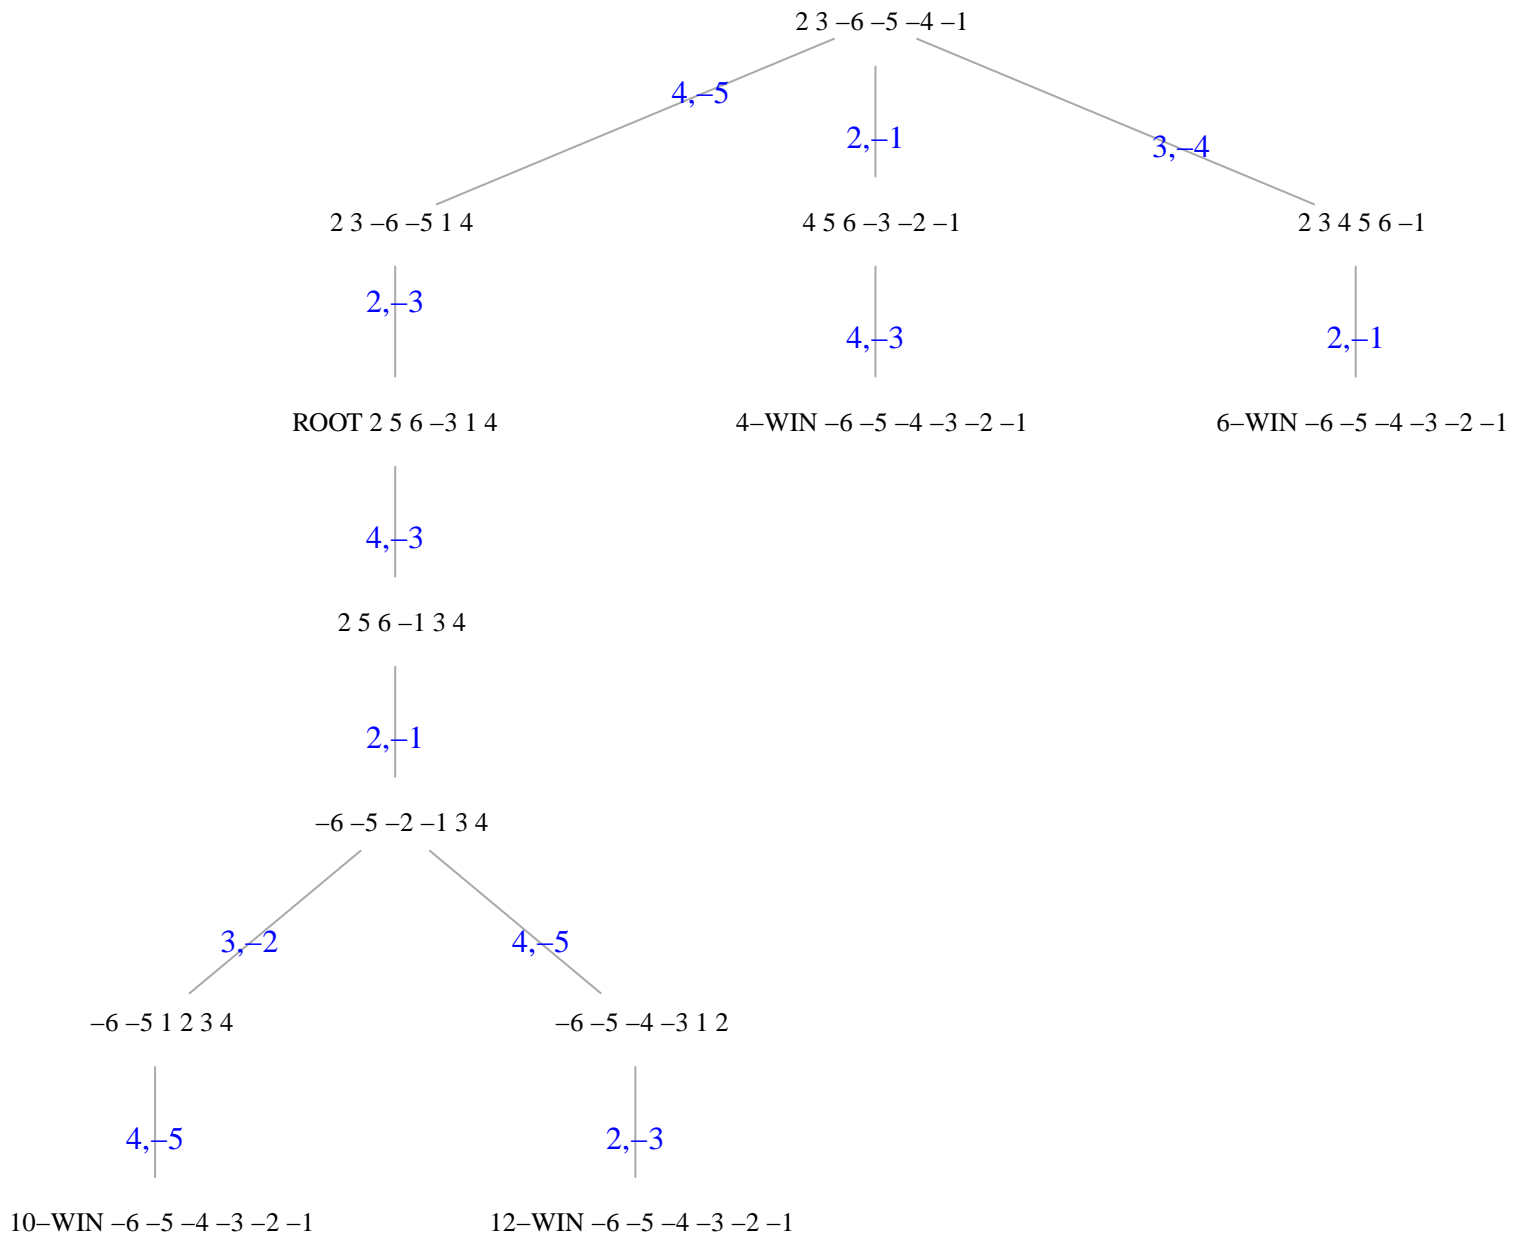 2 3 –6 –5 –4 –1
4,–5
2,–1
3,–4
2 3 –6 –5 1 4
4 5 6 –3 –2 –1
2 3 4 5 6 –1
2,–3
4,–3
2,–1
ROOT 2 5 6 –3 1 4
4–WIN –6 –5 –4 –3 –2 –1
6–WIN –6 –5 –4 –3 –2 –1
4,–3
2 5 6 –1 3 4
2,–1
–6 –5 –2 –1 3 4
3,–2
4,–5
–6 –5 1 2 3 4
–6 –5 –4 –3 1 2
4,–5
2,–3
10–WIN –6 –5 –4 –3 –2 –1
12–WIN –6 –5 –4 –3 –2 –1